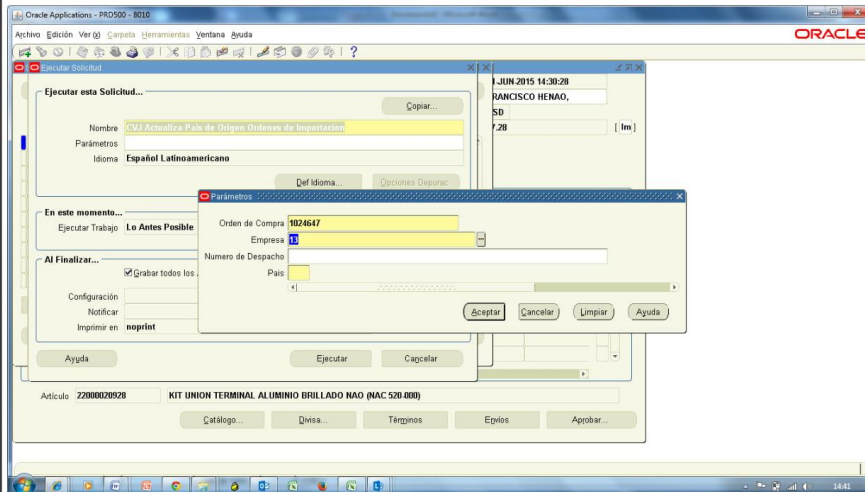 Oracle Applications - PRD500 - 8010
Archivo Edición Ver(x) Carpeta Herramientas Ventana Ayuda
ORACLE
Ejecutar Solicitud
-JUN-2015 14:30:28
Ejecutar esta Solicitud...
RANCISCO HENAO,
Copiar...
SD
Nombre CVJ Actualiza Pais de Origen Ordenes de Importacion
7.28 [ Im ]
Parámetros
Idioma Español Latinoamericano
Def Idioma... Opciones Depurac
Parámetros
En este momento...
Orden de Compra 1024647
Ejecutar Trabajo Lo Antes Posible
Empresa 13
Numero de Despacho
Al Finalizar...
Pais
Grabar todos los
Configuración
Aceptar Cancelar Limpiar Ayuda
Notificar
Imprimir en noprint
Ayuda Ejecutar Cancelar
Artículo 22000020928 KIT UNION TERMINAL ALUMINIO BRILLADO NAO (NAC 520-000)
Catálogo... Divisa... Términos Envíos Aprobar...
14:41